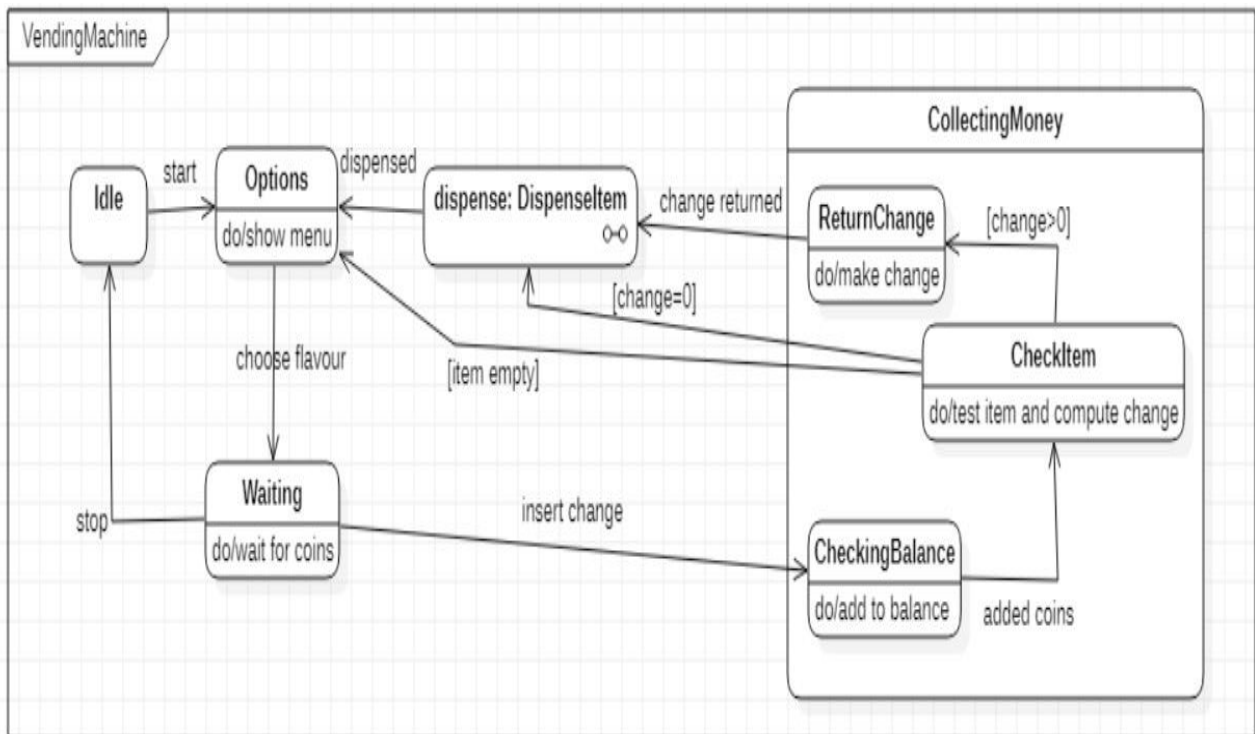 VendingMachine
CollectingMoney
Idle
start
Options
do/show menu
dispensed
dispense: DispenseItem
change returned
ReturnChange
do/make change
[change>0]
[change=0]
CheckItem
do/test item and compute change
choose flavour
[item empty]
Waiting
do/wait for coins
stop
insert change
CheckingBalance
do/add to balance
added coins